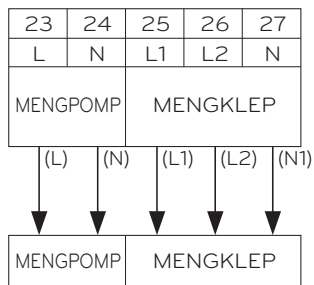 23 24 25 26 27
L N L1 L2 N
MENGPOMP MENGKLEP
(L) (N) (L1) (L2) (N1)
MENGPOMP MENGKLEP